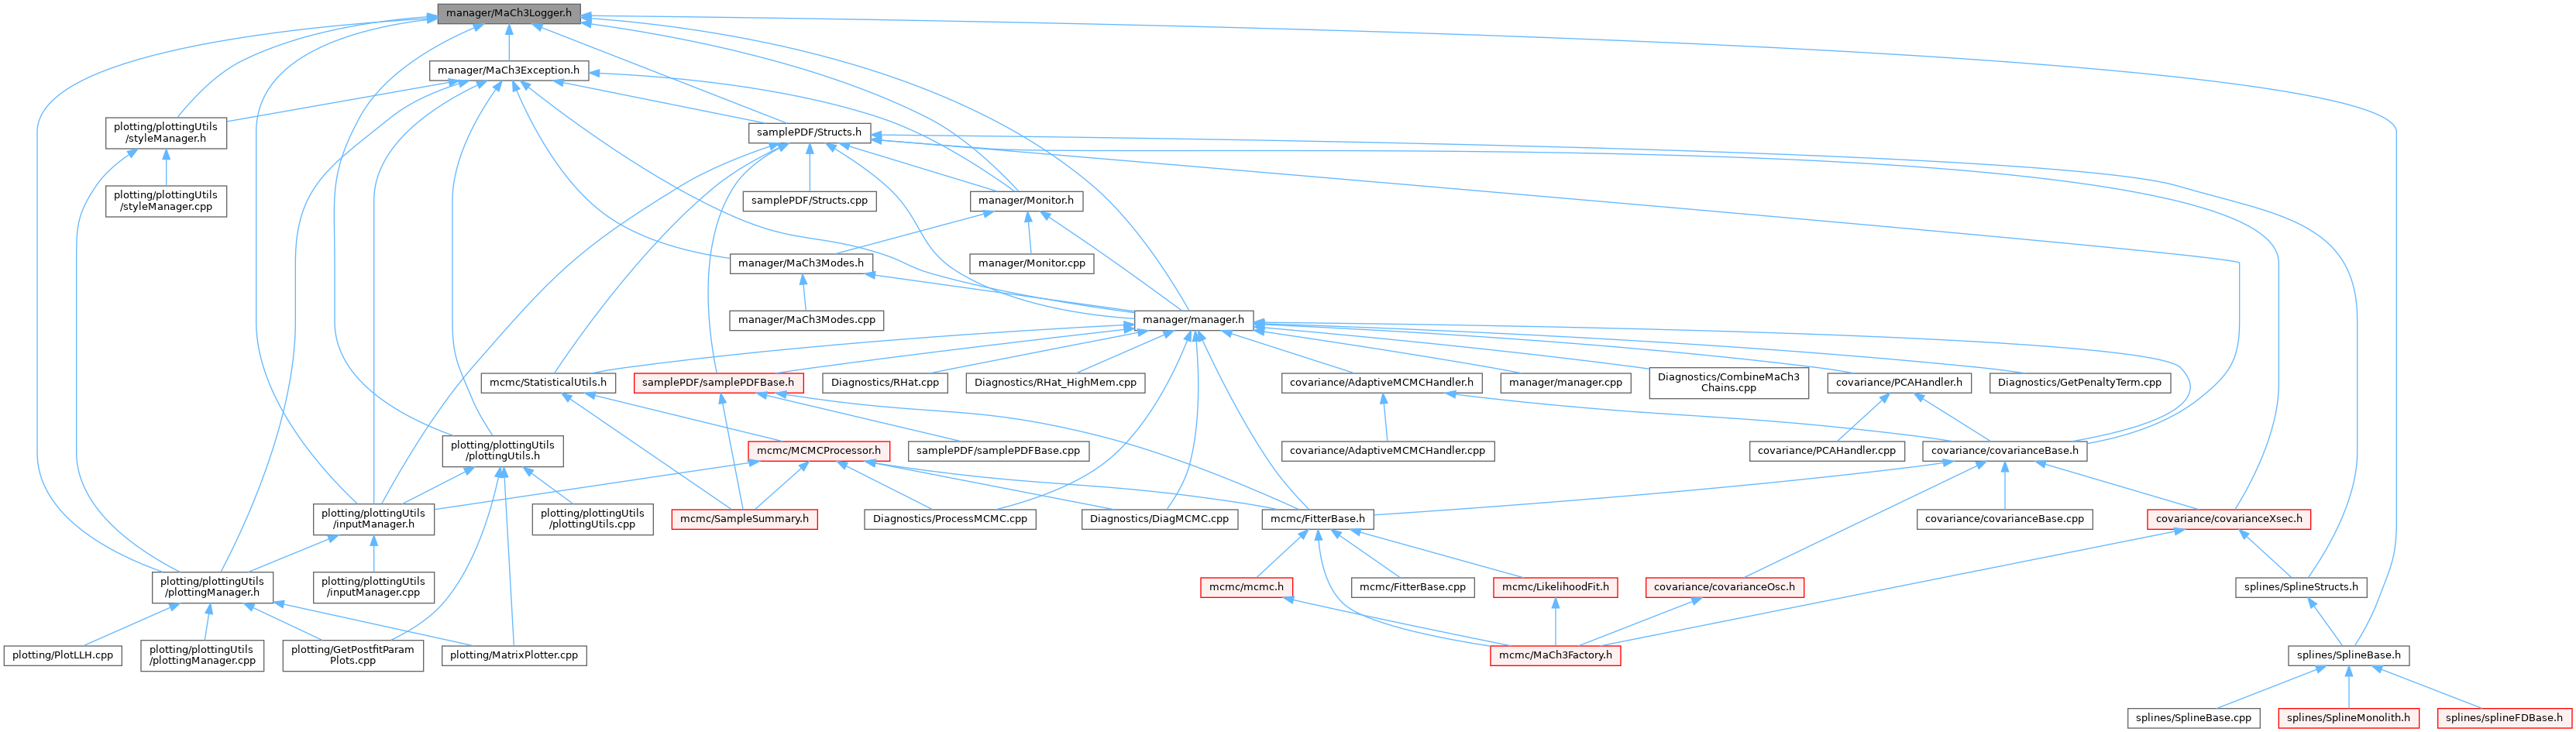 manager/MaCh3Logger.h
manager/MaCh3Exception.h
plotting/plottingUtils
/styleManager.h
samplePDF/Structs.h
plotting/plottingUtils
/styleManager.cpp
samplePDF/Structs.cpp
manager/Monitor.h
manager/MaCh3Modes.h
manager/Monitor.cpp
manager/MaCh3Modes.cpp
manager/manager.h
mcmc/StatisticalUtils.h
samplePDF/samplePDFBase.h
Diagnostics/RHat.cpp
Diagnostics/RHat_HighMem.cpp
covariance/AdaptiveMCMCHandler.h
manager/manager.cpp
Diagnostics/CombineMaCh3
Chains.cpp
covariance/PCAHandler.h
Diagnostics/GetPenaltyTerm.cpp
plotting/plottingUtils
/plottingUtils.h
mcmc/MCMCProcessor.h
samplePDF/samplePDFBase.cpp
covariance/AdaptiveMCMCHandler.cpp
covariance/PCAHandler.cpp
covariance/covarianceBase.h
plotting/plottingUtils
/inputManager.h
plotting/plottingUtils
/plottingUtils.cpp
mcmc/SampleSummary.h
Diagnostics/ProcessMCMC.cpp
Diagnostics/DiagMCMC.cpp
mcmc/FitterBase.h
covariance/covarianceBase.cpp
covariance/covarianceXsec.h
plotting/plottingUtils
/plottingManager.h
plotting/plottingUtils
/inputManager.cpp
mcmc/mcmc.h
mcmc/FitterBase.cpp
mcmc/LikelihoodFit.h
covariance/covarianceOsc.h
splines/SplineStructs.h
plotting/PlotLLH.cpp
plotting/plottingUtils
/plottingManager.cpp
plotting/GetPostfitParam
Plots.cpp
plotting/MatrixPlotter.cpp
mcmc/MaCh3Factory.h
splines/SplineBase.h
splines/SplineBase.cpp
splines/SplineMonolith.h
splines/splineFDBase.h